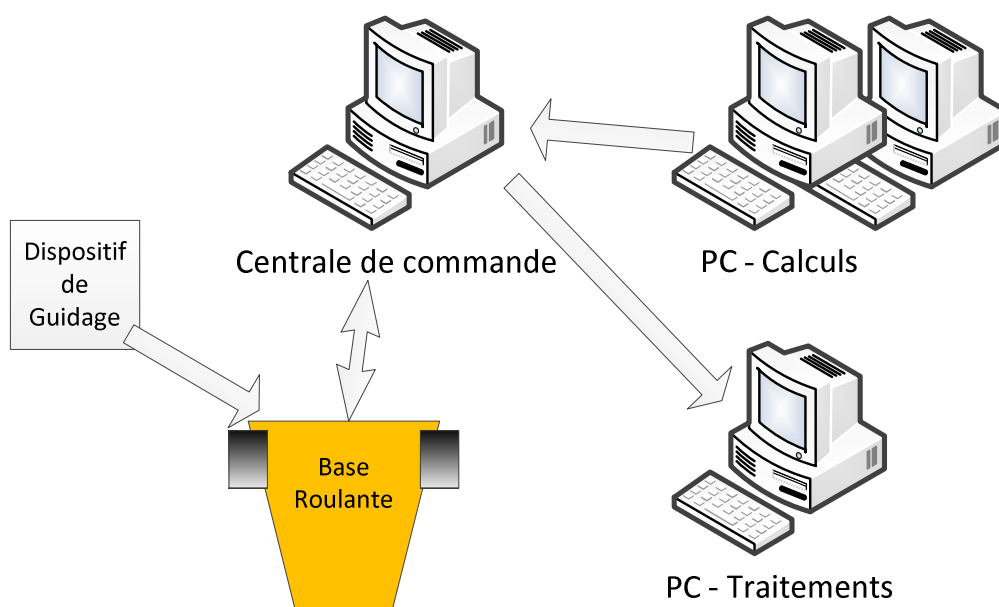 Centrale de commande
PC - Calculs
Dispositif
de
Guidage
Base
Roulante
PC - Traitements